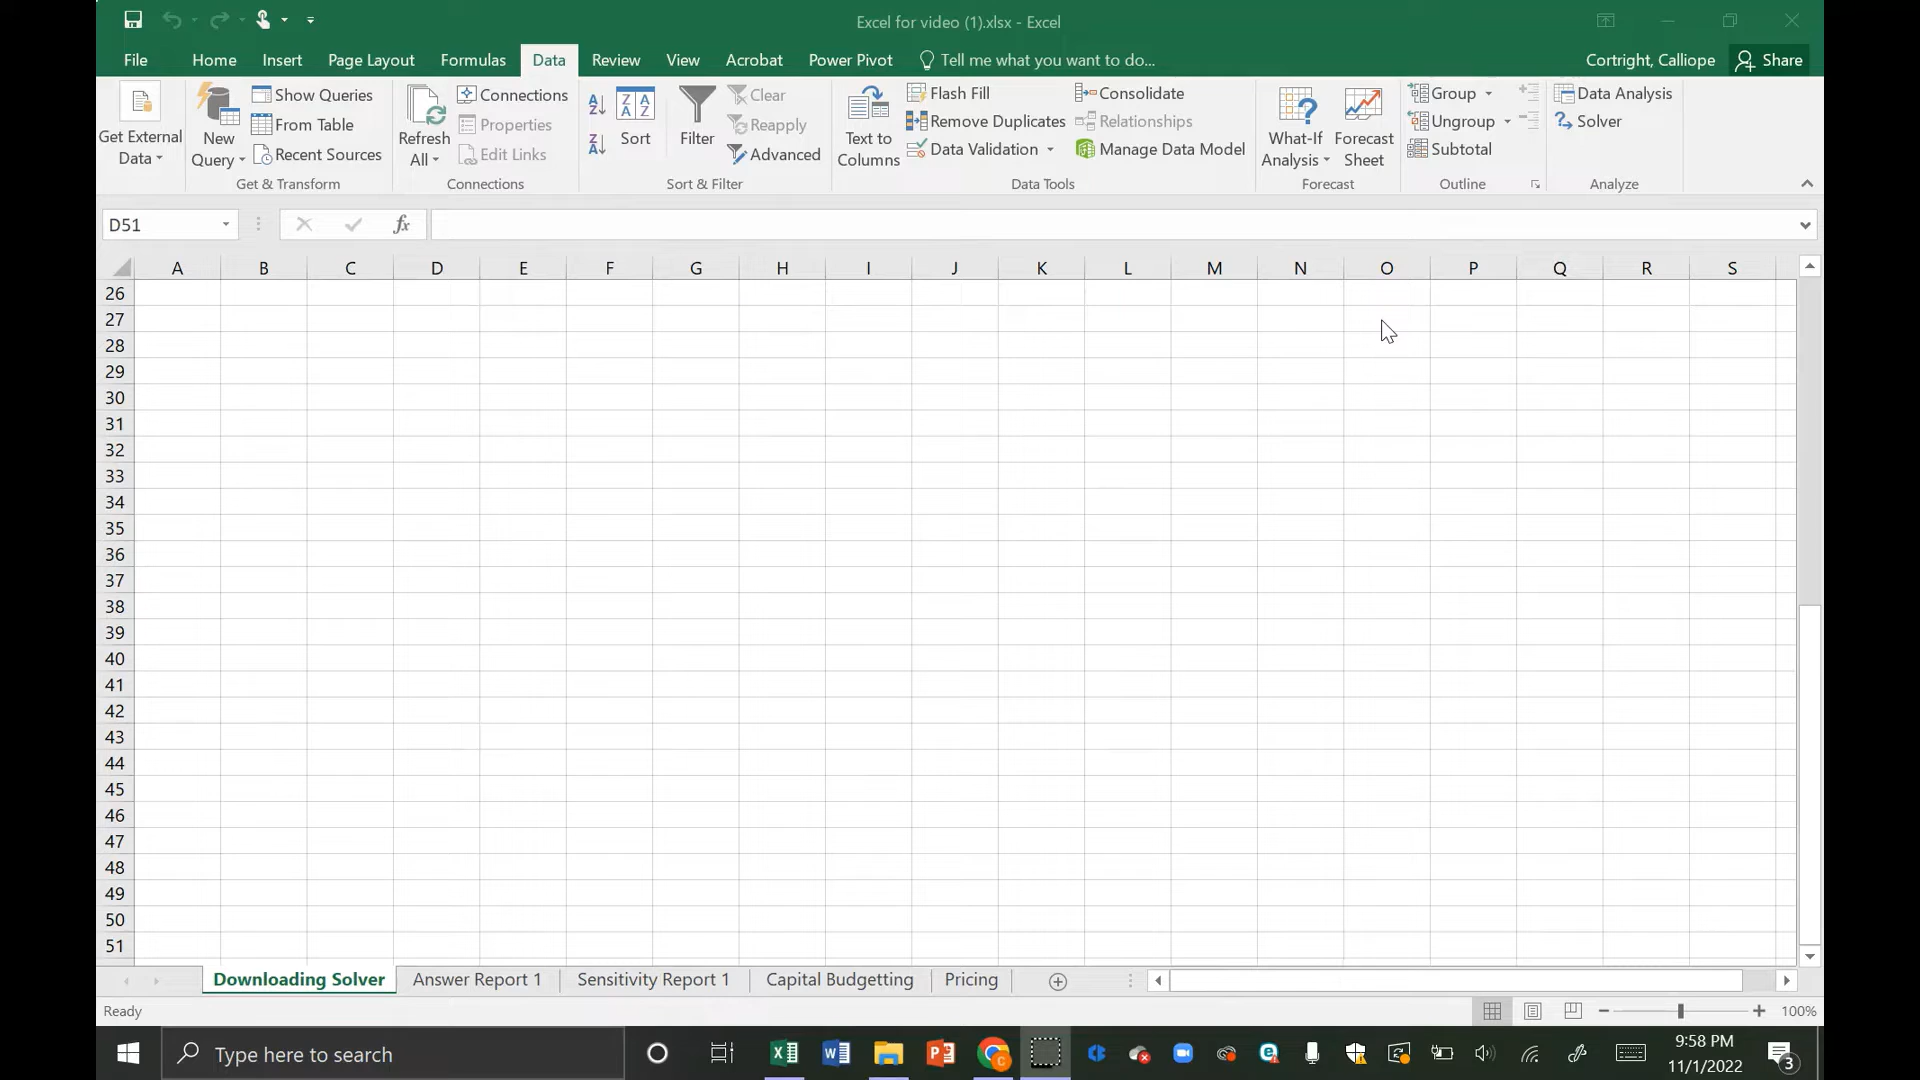 Excel for video (1).xlsx - Excel
File Home Insert Page Layout Formulas Data Review View Acrobat Power Pivot Tell me what you want to do... Cortright, Calliope Share
Get External Data
New Query
Show Queries
From Table
Recent Sources
Get & Transform
Refresh All
Connections
Properties
Edit Links
Connections
A Z
Z A
Z A A Z
Sort
Filter
Clear
Reapply
Advanced
Sort & Filter
Text to Columns
Flash Fill
Remove Duplicates
Data Validation
Consolidate
Relationships
Manage Data Model
Data Tools
What-If Analysis
Forecast Sheet
Forecast
Group
Ungroup
Subtotal
Outline
Data Analysis
Solver
Analyze
D51 fx
A B C D E F G H I J K L M N O P Q R S
26
27
28
29
30
31
32
33
34
35
36
37
38
39
40
41
42
43
44
45
46
47
48
49
50
51
Downloading Solver Answer Report 1 Sensitivity Report 1 Capital Budgetting Pricing
Ready 100%
Type here to search
9:58 PM
11/1/2022
3